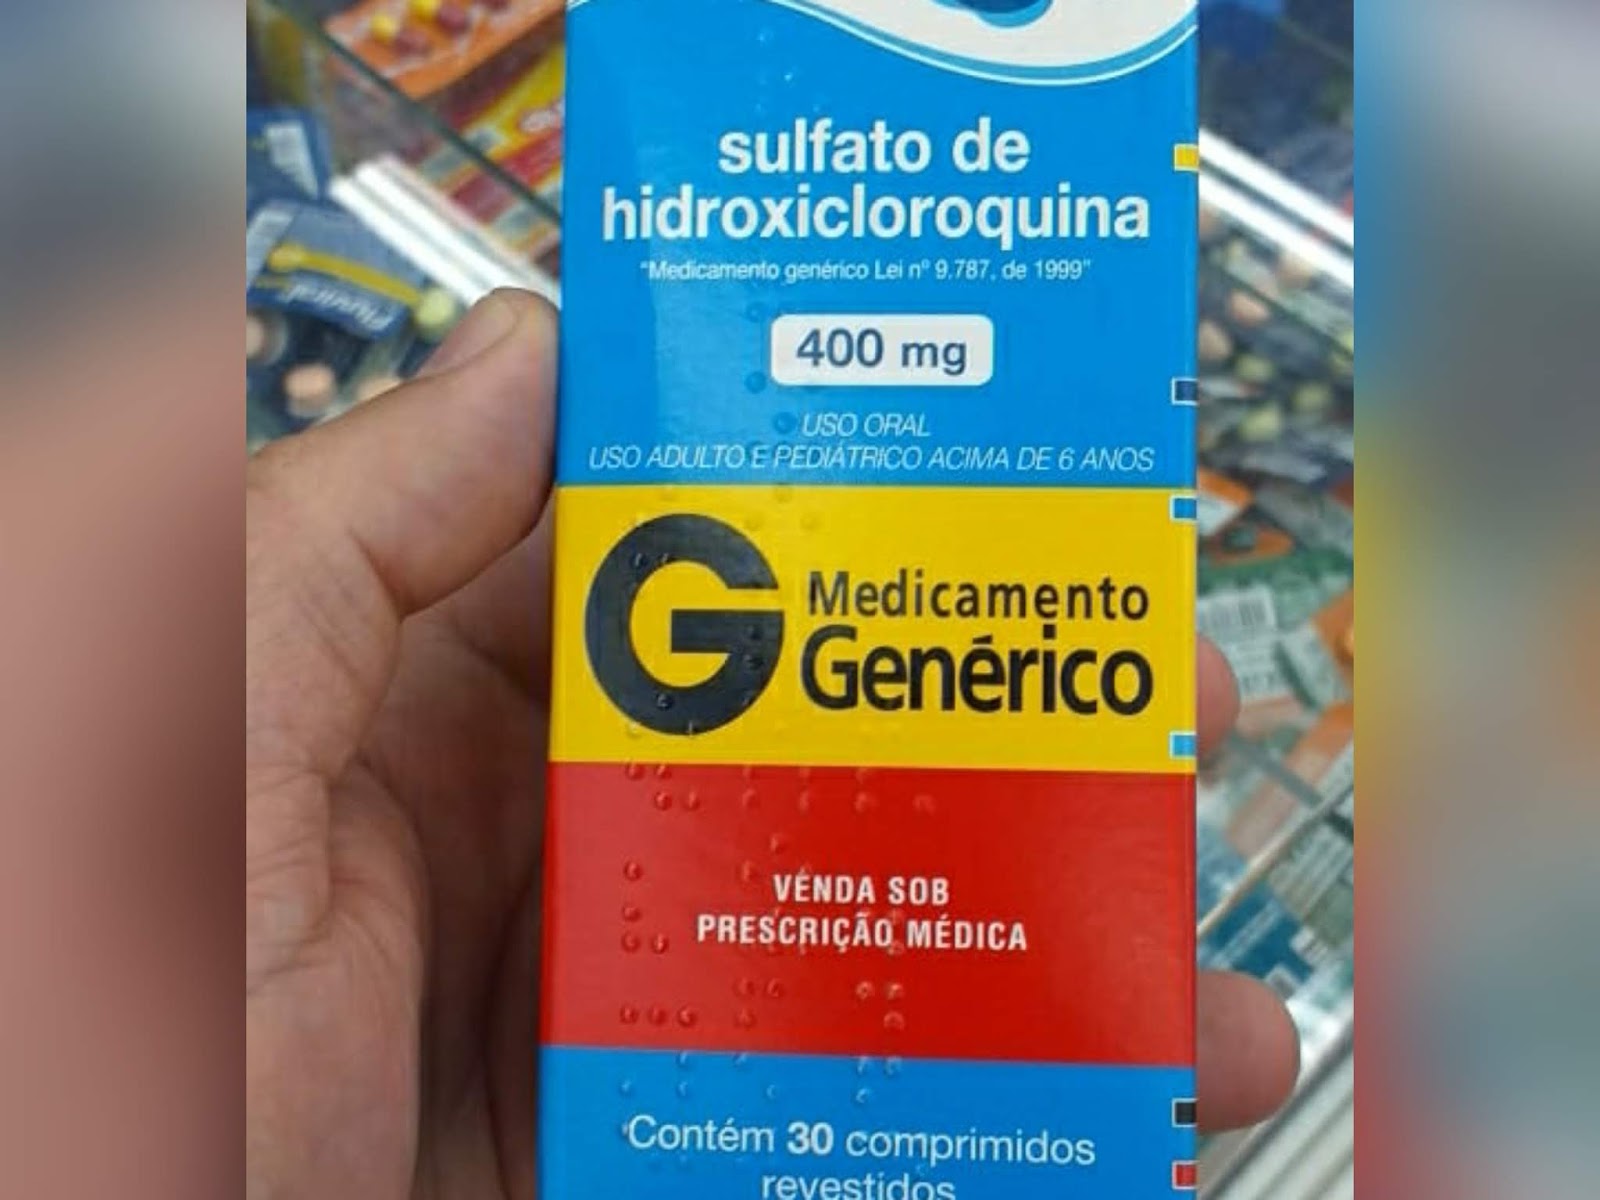 sulfato de
hidroxicloroquina
"Medicamento genérico Lei nº 9.787, de 1999"
400 mg
USO ORAL
USO ADULTO E PEDIÁTRICO ACIMA DE 6 ANOS
G Medicamento
Genérico
VENDA SOB
PRESCRIÇÃO MÉDICA
Contém 30 comprimidos
revestidos